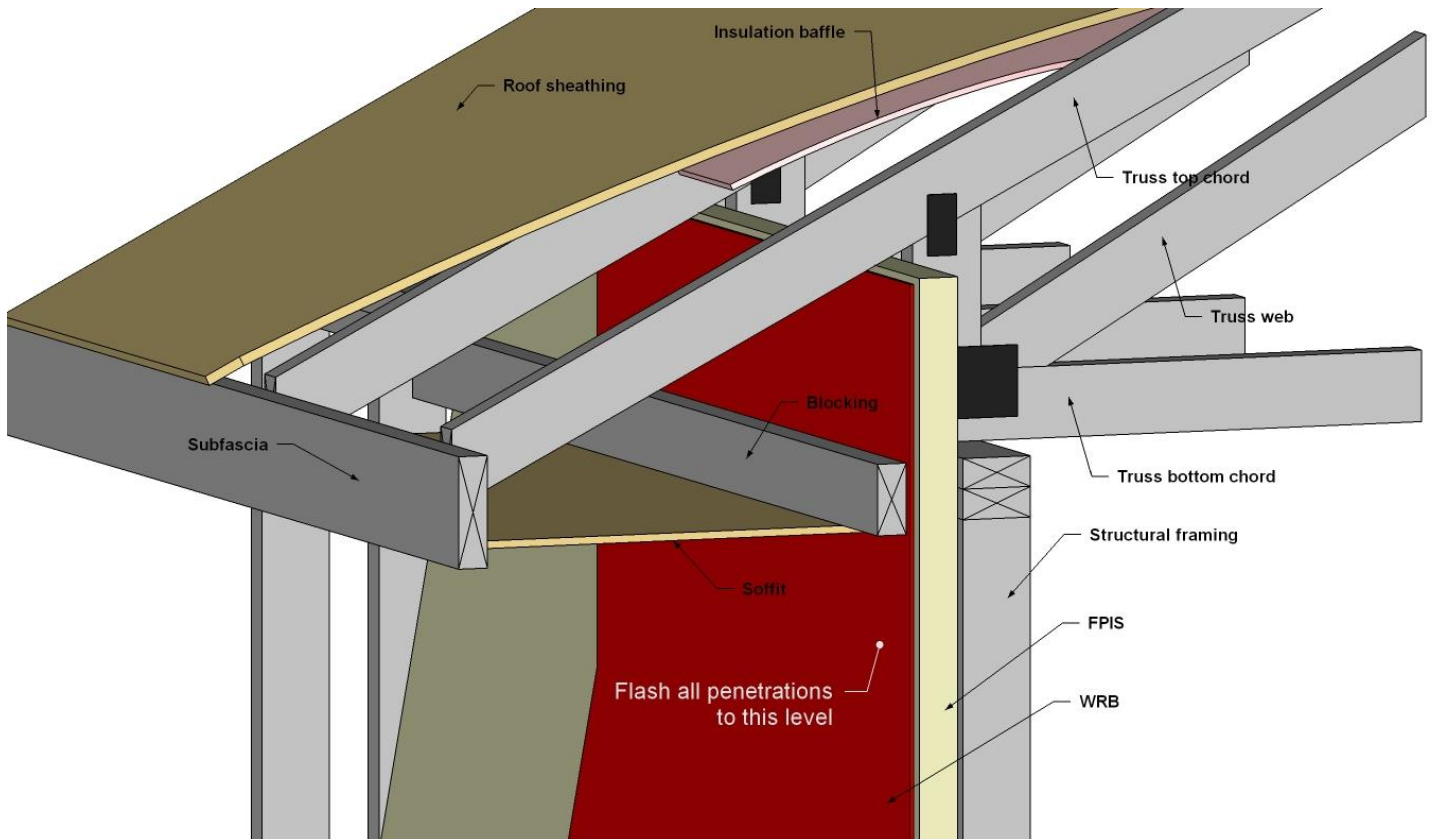 Insulation baffle
Roof sheathing
Truss top chord
Truss web
Blocking
Subfascia
Truss bottom chord
Structural framing
Soffit
FPIS
Flash all penetrations
to this level
WRB